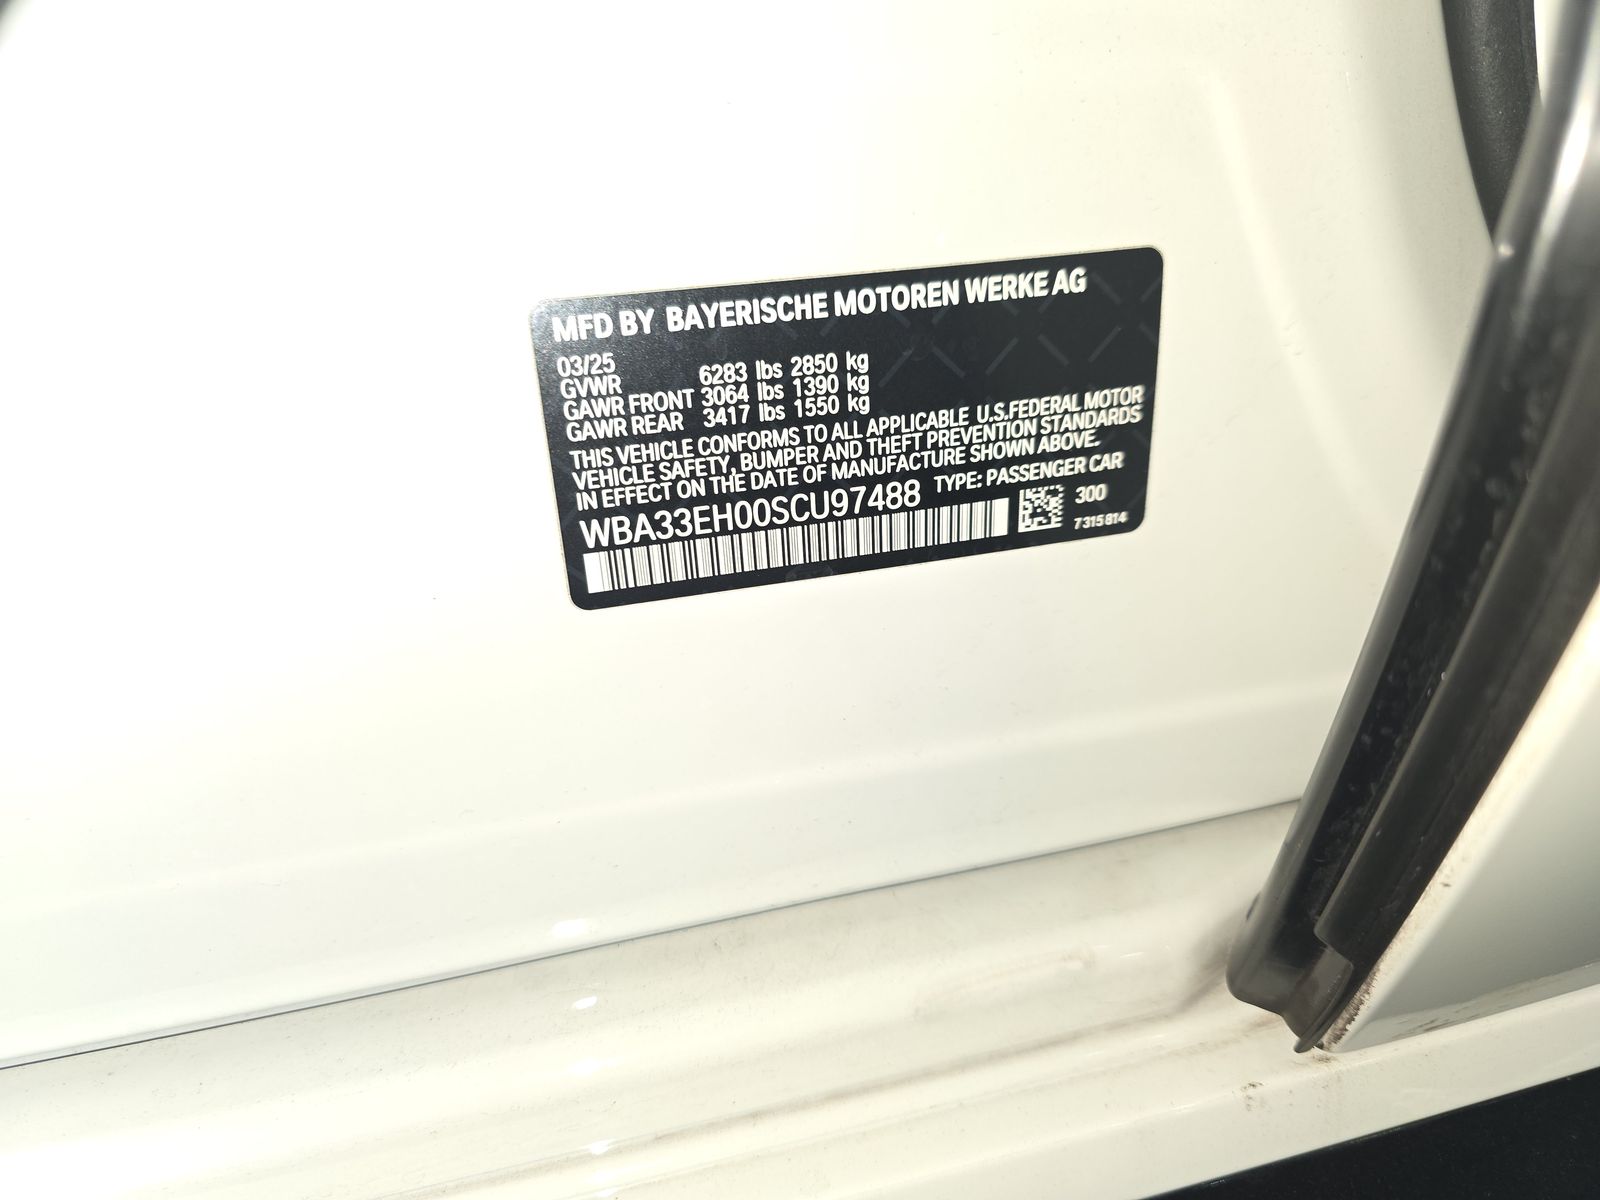 MFD BY BAYERISCHE MOTOREN WERKE AG
03/25
GVWR 6283 lbs 2850 kg
GAWR FRONT 3064 lbs 1390 kg
GAWR REAR 3417 lbs 1550 kg
THIS VEHICLE CONFORMS TO ALL APPLICABLE U.S.FEDERAL MOTOR
VEHICLE SAFETY, BUMPER AND THEFT PREVENTION STANDARDS
IN EFFECT ON THE DATE OF MANUFACTURE SHOWN ABOVE.
WBA33EH00SCU97488 TYPE: PASSENGER CAR
300
7315814